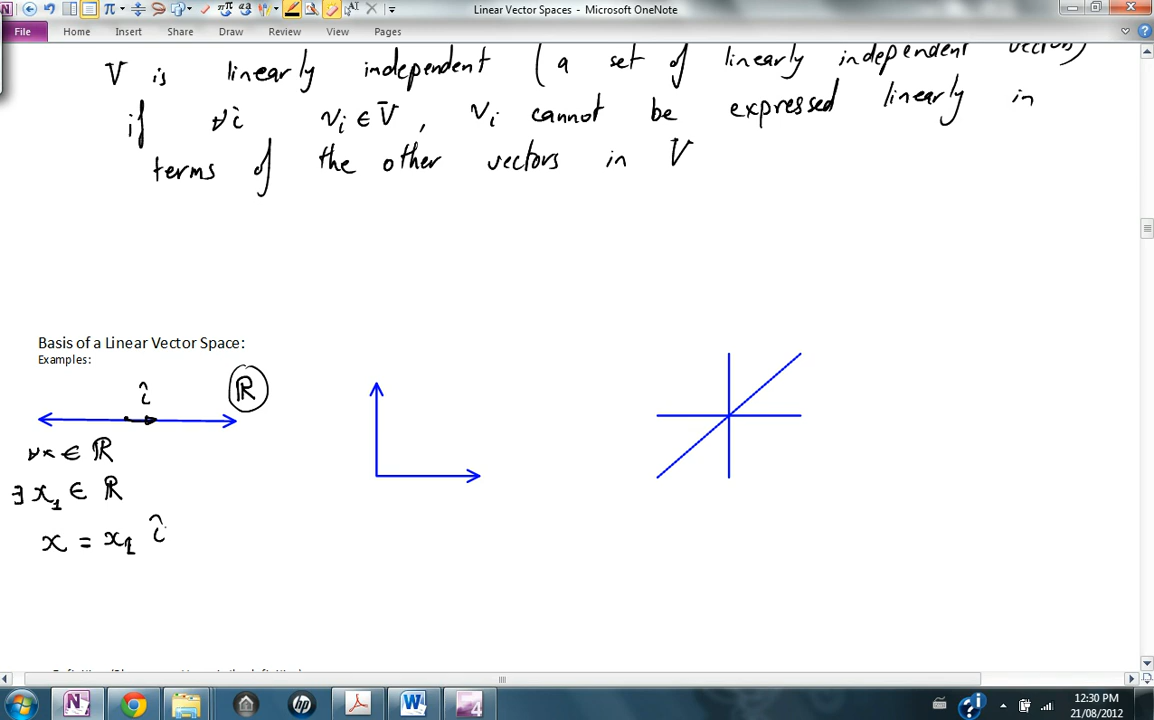 Linear Vector Spaces - Microsoft OneNote
File Home Insert Share Draw Review View Pages
V is linearly independent (a set of linearly independent vectors)
if ∀i vᵢ ∈ V̄, vᵢ cannot be expressed linearly in
terms of the other vectors in V
Basis of a Linear Vector Space:
Examples:
î ℝ
∀x ∈ ℝ
∃ x₁ ∈ ℝ
x = x₁ î
12:30 PM
21/08/2012